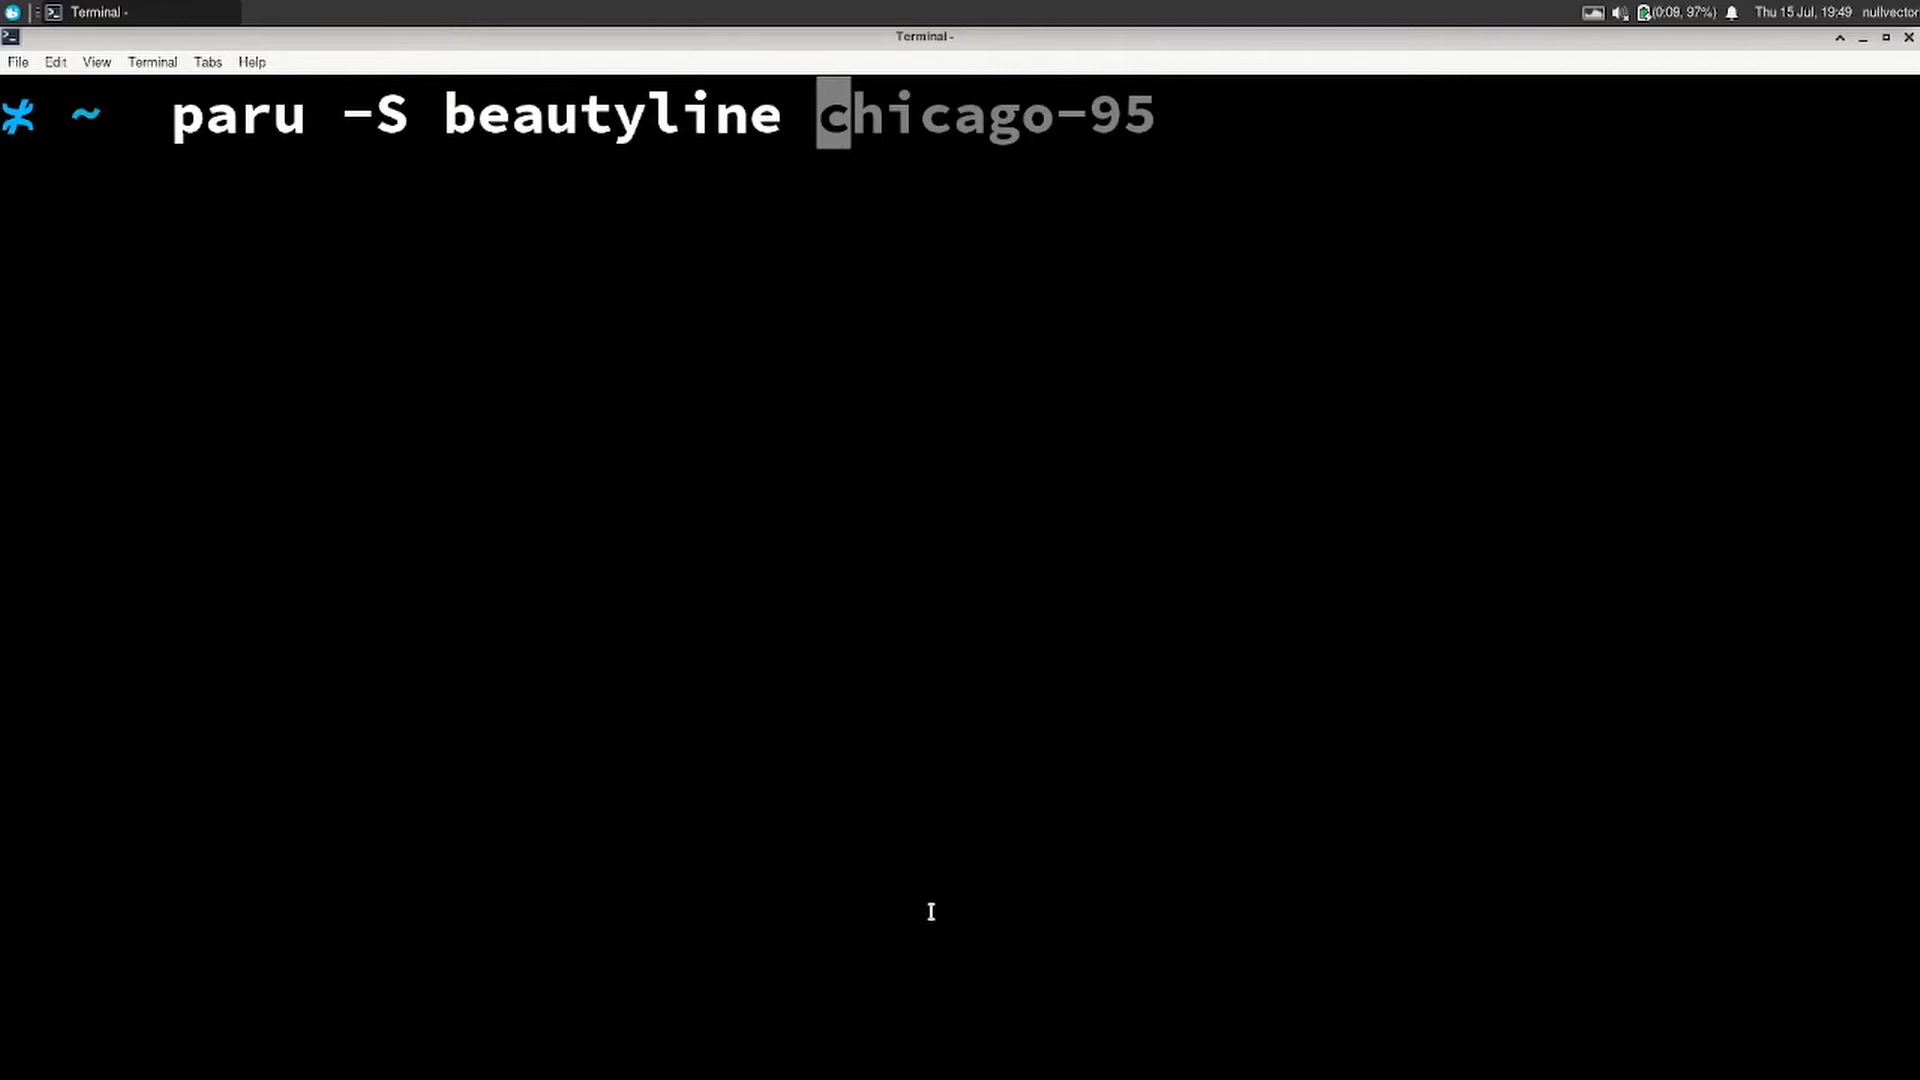 Terminal -
(0:09, 97%) Thu 15 Jul, 19:49 nullvector
Terminal -
File Edit View Terminal Tabs Help
~ paru -S beautyline chicago-95